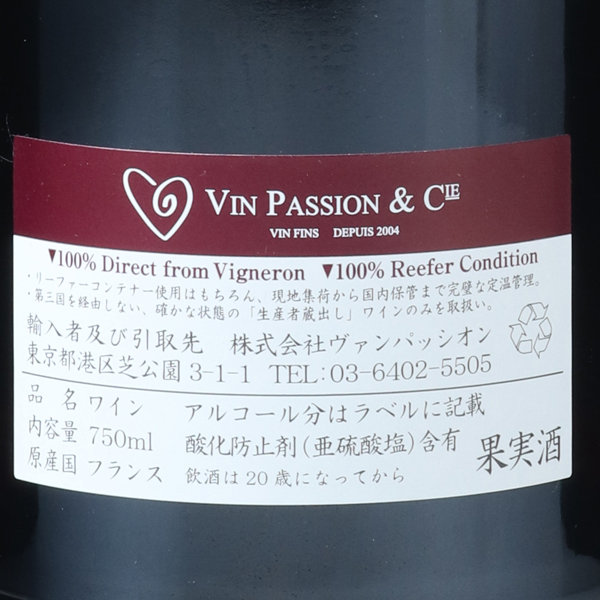 VIN PASSION & CIE
VIN FINS DEPUIS 2004
▼100% Direct from Vigneron ▼100% Reefer Condition
・リーファーコンテナー使用はもちろん、現地集荷から国内保管まで完璧な定温管理。
・第三国を経由しない、確かな状態の「生産者蔵出し」ワインのみを取扱い。
輸入者及び引取先 株式会社ヴァンパッシオン
東京都港区芝公園 3-1-1 TEL:03-6402-5505
品 名 ワイン アルコール分はラベルに記載
内容量 750ml 酸化防止剤(亜硫酸塩)含有
原産国 フランス 飲酒は20歳になってから
果実酒